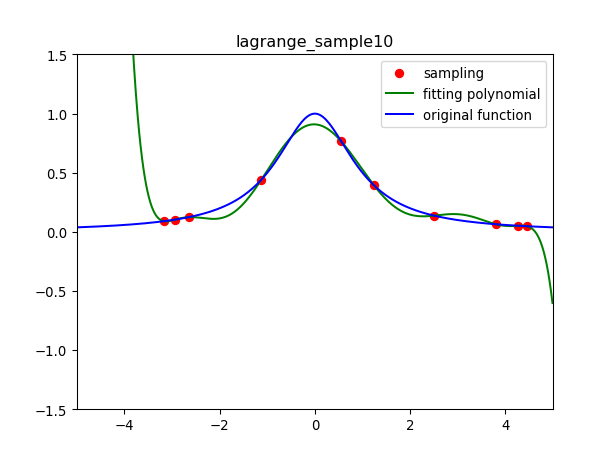 lagrange_sample10
1.5
sampling
fitting polynomial
original function
1.0
0.5
0.0
−0.5
−1.0
−1.5
−4 −2 0 2 4